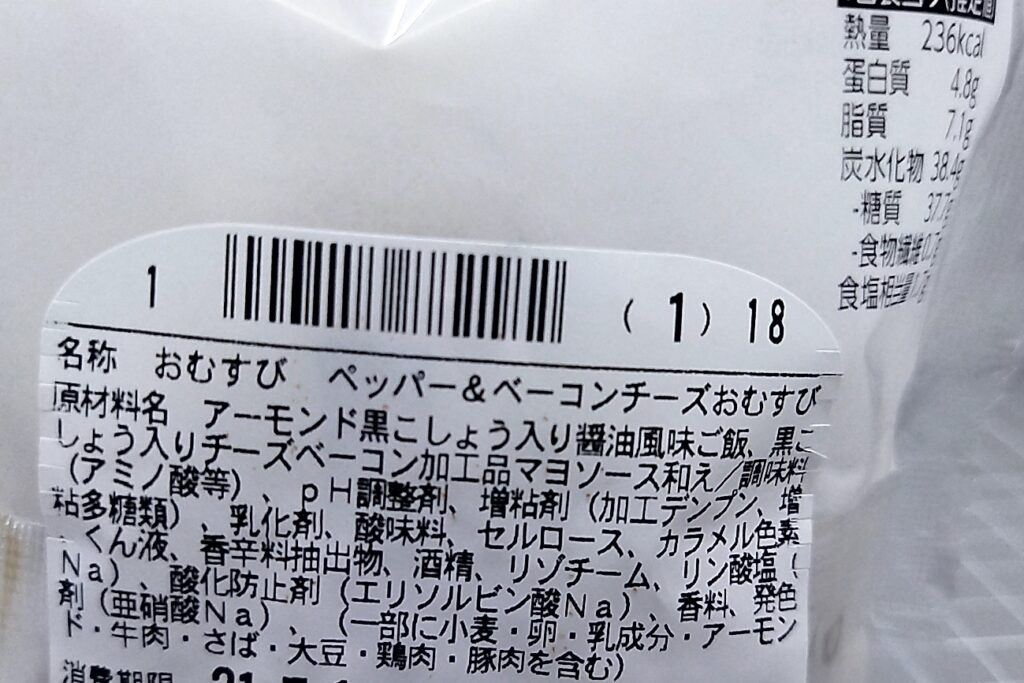 熱量 236kcal
蛋白質 4.8g
脂質 7.1g
炭水化物 38.4g
-糖質 37.7g
-食物繊維 0.7g
食塩相当量
1 (1) 18
名称 おむすび ペッパー&ベーコンチーズおむすび
原材料名 アーモンド黒こしょう入り醤油風味ご飯、黒こ
しょう入りチーズベーコン加工品マヨソース和え/調味料
(アミノ酸等)、pH調整剤、増粘剤(加工デンプン、増
粘多糖類)、乳化剤、酸味料、セルロース、カラメル色素
、くん液、香辛料抽出物、酒精、リゾチーム、リン酸塩(
Na)、酸化防止剤(エリソルビン酸Na)、香料、発色
剤(亜硝酸Na)、(一部に小麦・卵・乳成分・アーモン
ド・牛肉・さば・大豆・鶏肉・豚肉を含む)
消費期限